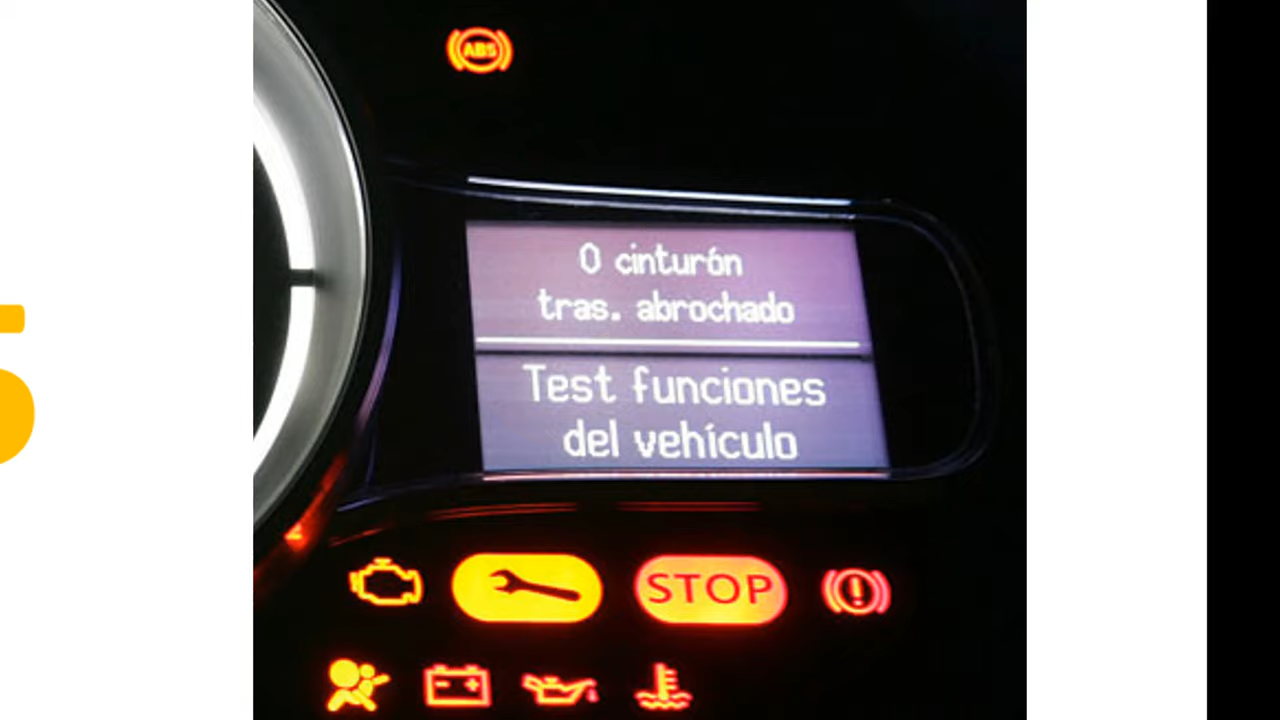 ABS
0 cinturón
tras. abrochado
Test funciones
del vehículo
STOP